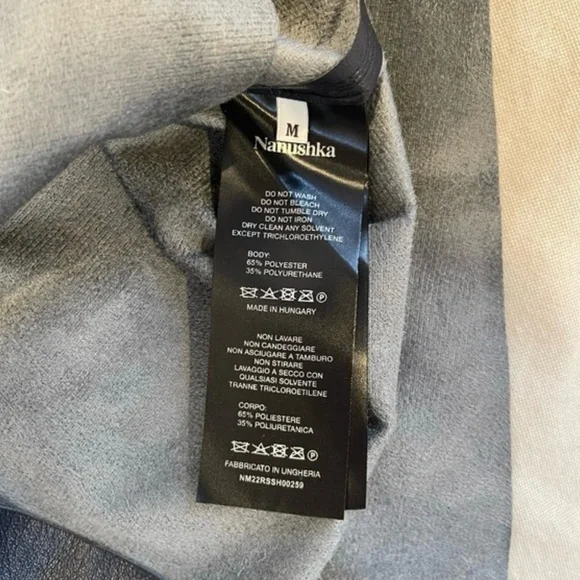 M
Nanushka
DO NOT WASH
DO NOT BLEACH
DO NOT TUMBLE DRY
DO NOT IRON
DRY CLEAN ANY SOLVENT
EXCEPT TRICHLOROETHYLENE
BODY:
65% POLYESTER
35% POLYURETHANE
P
MADE IN HUNGARY
NON LAVARE
NON CANDEGGIARE
NON ASCIUGARE A TAMBURO
NON STIRARE
LAVAGGIO A SECCO CON
QUALSIASI SOLVENTE
TRANNE TRICLOROETILENE
CORPO:
65% POLIESTERE
35% POLIURETANICA
P
FABBRICATO IN UNGHERIA
NM22RSSH00259